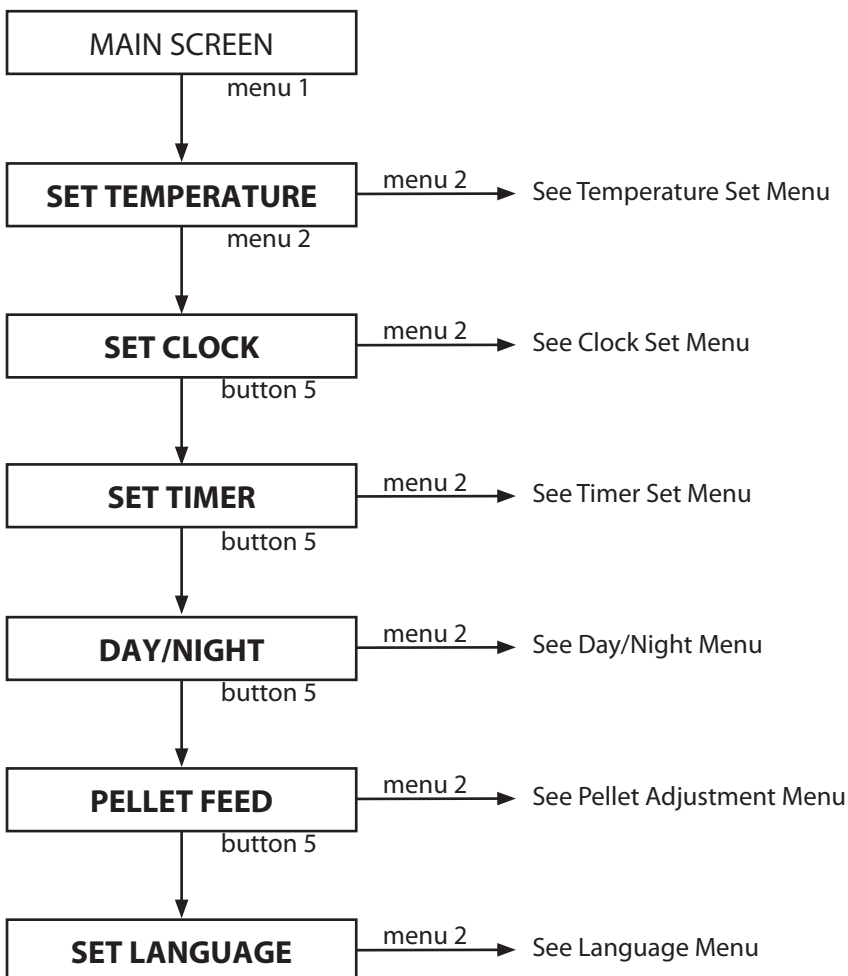 MAIN SCREEN
menu 1
SET TEMPERATURE
menu 2
See Temperature Set Menu
menu 2
SET CLOCK
menu 2
See Clock Set Menu
button 5
SET TIMER
menu 2
See Timer Set Menu
button 5
DAY/NIGHT
menu 2
See Day/Night Menu
button 5
PELLET FEED
menu 2
See Pellet Adjustment Menu
button 5
SET LANGUAGE
menu 2
See Language Menu